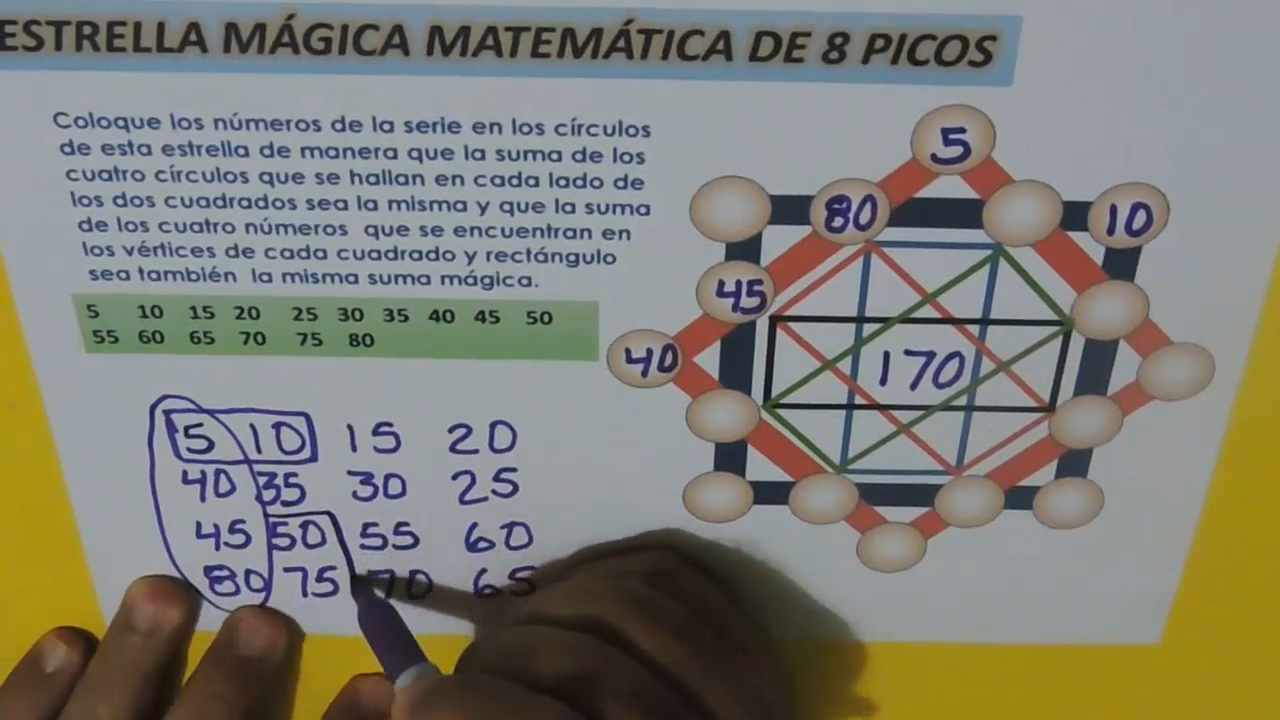 ESTRELLA MÁGICA MATEMÁTICA DE 8 PICOS
Coloque los números de la serie en los círculos
de esta estrella de manera que la suma de los
cuatro círculos que se hallan en cada lado de
los dos cuadrados sea la misma y que la suma
de los cuatro números que se encuentran en
los vértices de cada cuadrado y rectángulo
sea también la misma suma mágica.
5 10 15 20 25 30 35 40 45 50
55 60 65 70 75 80
5 10 15 20
40 35 30 25
45 50 55 60
80 75 70 65
5
80 10
45
40 170